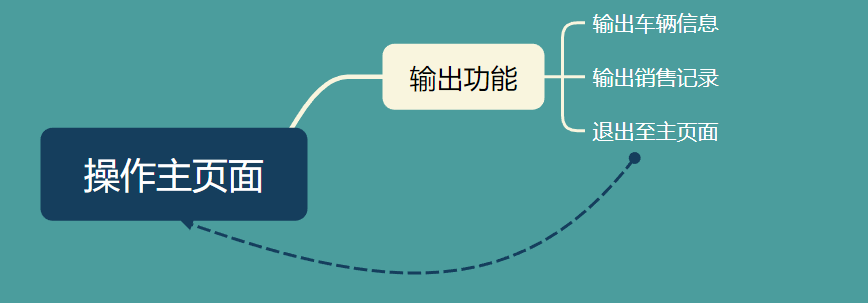 输出车辆信息
输出功能
输出销售记录
退出至主页面
操作主页面